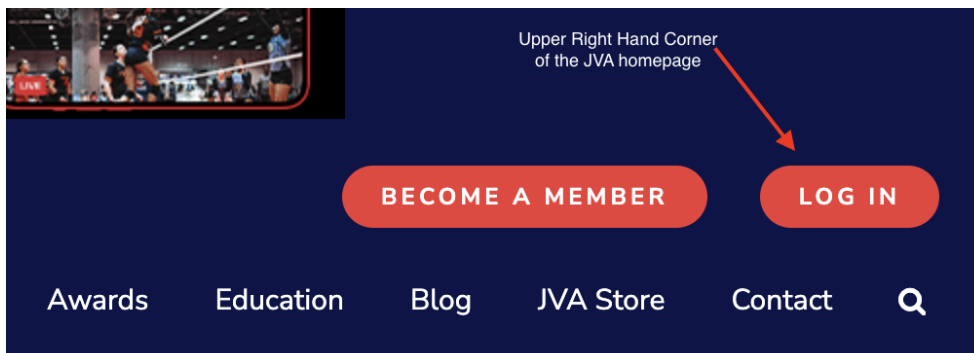 Upper Right Hand Corner
of the JVA homepage
LIVE
BECOME A MEMBER
LOG IN
Awards
Education
Blog
JVA Store
Contact